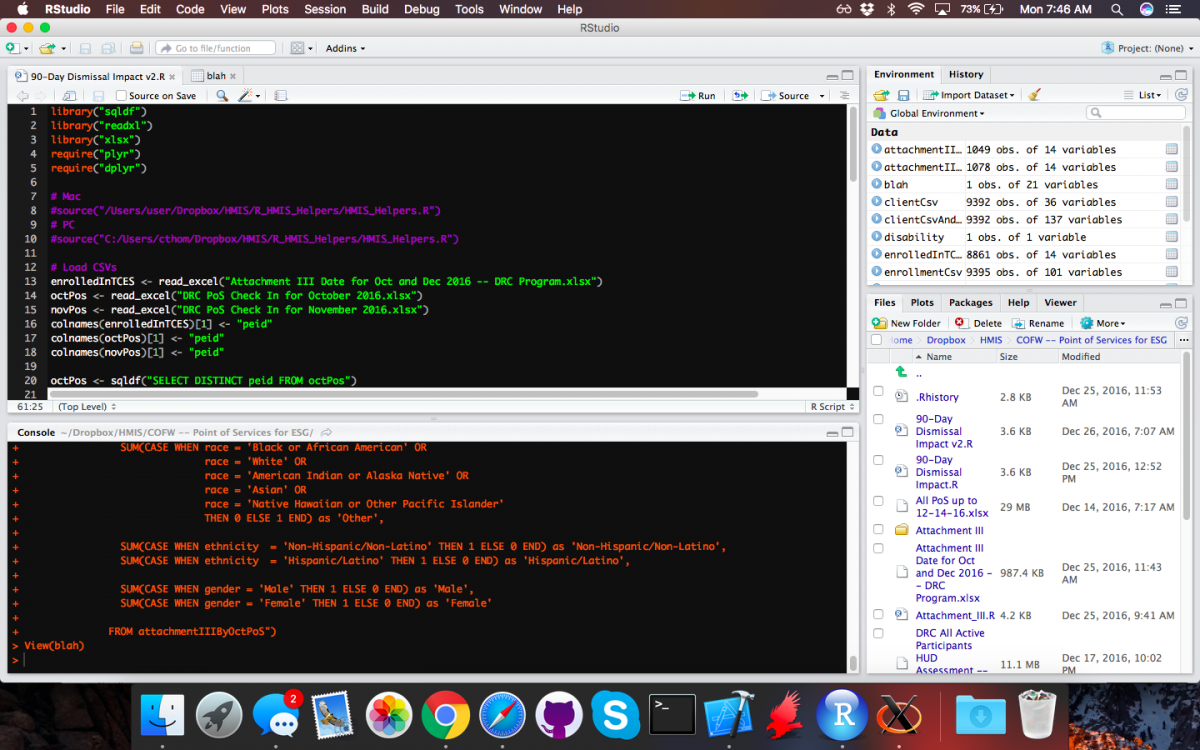 RStudio File Edit Code View Plots Session Build Debug Tools Window Help 73% Mon 7:46 AM
RStudio
Go to file/function Addins Project: (None)
90-Day Dismissal Impact v2.R blah
Source on Save Run Source
1 library("sqldf")
2 library("readxl")
3 library("xlsx")
4 require("plyr")
5 require("dplyr")
6
7 # Mac
8 #source("/Users/user/Dropbox/HMIS/R_HMIS_Helpers/HMIS_Helpers.R")
9 # PC
10 #source("C:/Users/cthom/Dropbox/HMIS/R_HMIS_Helpers/HMIS_Helpers.R")
11
12 # Load CSVs
13 enrolledInTCES <- read_excel("Attachment III Date for Oct and Dec 2016 -- DRC Program.xlsx")
14 octPos <- read_excel("DRC PoS Check In for October 2016.xlsx")
15 novPos <- read_excel("DRC PoS Check In for November 2016.xlsx")
16 colnames(enrolledInTCES)[1] <- "peid"
17 colnames(octPos)[1] <- "peid"
18 colnames(novPos)[1] <- "peid"
19
20 octPos <- sqldf("SELECT DISTINCT peid FROM octPos")
21
61:25 (Top Level) R Script
Console ~/Dropbox/HMIS/COFW -- Point of Services for ESG/
+ SUM(CASE WHEN race = 'Black or African American' OR
+ race = 'White' OR
+ race = 'American Indian or Alaska Native' OR
+ race = 'Asian' OR
+ race = 'Native Hawaiian or Other Pacific Islander'
+ THEN 0 ELSE 1 END) as 'Other',
+
+ SUM(CASE WHEN ethnicity = 'Non-Hispanic/Non-Latino' THEN 1 ELSE 0 END) as 'Non-Hispanic/Non-Latino',
+ SUM(CASE WHEN ethnicity = 'Hispanic/Latino' THEN 1 ELSE 0 END) as 'Hispanic/Latino',
+
+ SUM(CASE WHEN gender = 'Male' THEN 1 ELSE 0 END) as 'Male',
+ SUM(CASE WHEN gender = 'Female' THEN 1 ELSE 0 END) as 'Female'
+
+ FROM attachmentIIIByOctPoS")
> View(blah)
>
Environment History
Import Dataset List
Global Environment
Data
attachmentII… 1049 obs. of 14 variables
attachmentII… 1078 obs. of 14 variables
blah 1 obs. of 21 variables
clientCsv 9392 obs. of 36 variables
clientCsvAnd… 9392 obs. of 137 variables
disability 1 obs. of 1 variable
enrolledInTC… 8861 obs. of 14 variables
enrollmentCsv 9395 obs. of 101 variables
Files Plots Packages Help Viewer
New Folder Delete Rename More
ome Dropbox HMIS COFW -- Point of Services for ESG ...
Name Size Modified
..
.Rhistory 2.8 KB Dec 25, 2016, 11:53 AM
90-Day Dismissal Impact v2.R 3.6 KB Dec 26, 2016, 7:07 AM
90-Day Dismissal Impact.R 3.6 KB Dec 25, 2016, 12:52 PM
All PoS up to 12-14-16.xlsx 29 MB Dec 14, 2016, 7:17 AM
Attachment III
Attachment III Date for Oct and Dec 2016 -- DRC Program.xlsx 987.4 KB Dec 25, 2016, 11:43 AM
Attachment_III.R 4.2 KB Dec 25, 2016, 9:41 AM
DRC All Active Participants HUD Assessment -- 11.1 MB Dec 17, 2016, 10:02 PM
2
S
>_
R